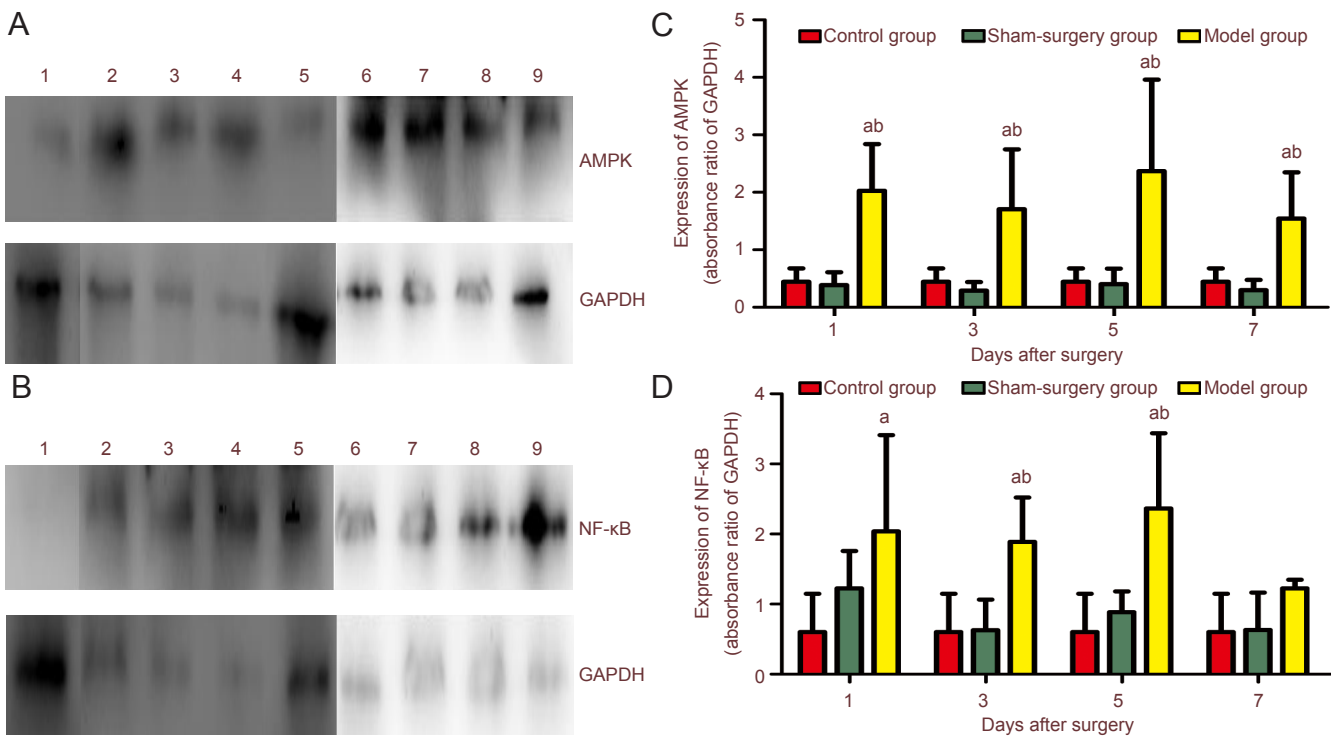 A
1 2 3 4 5 6 7 8 9
AMPK
GAPDH
B
1 2 3 4 5 6 7 8 9
NF-κB
GAPDH
C
Control group Sham-surgery group Model group
Expression of AMPK
(absorbance ratio of GAPDH)
5
4
3
2
1
0
ab ab ab ab
1 3 5 7
Days after surgery
D
Control group Sham-surgery group Model group
Expression of NF-κB
(absorbance ratio of GAPDH)
4
3
2
1
0
a ab ab
1 3 5 7
Days after surgery